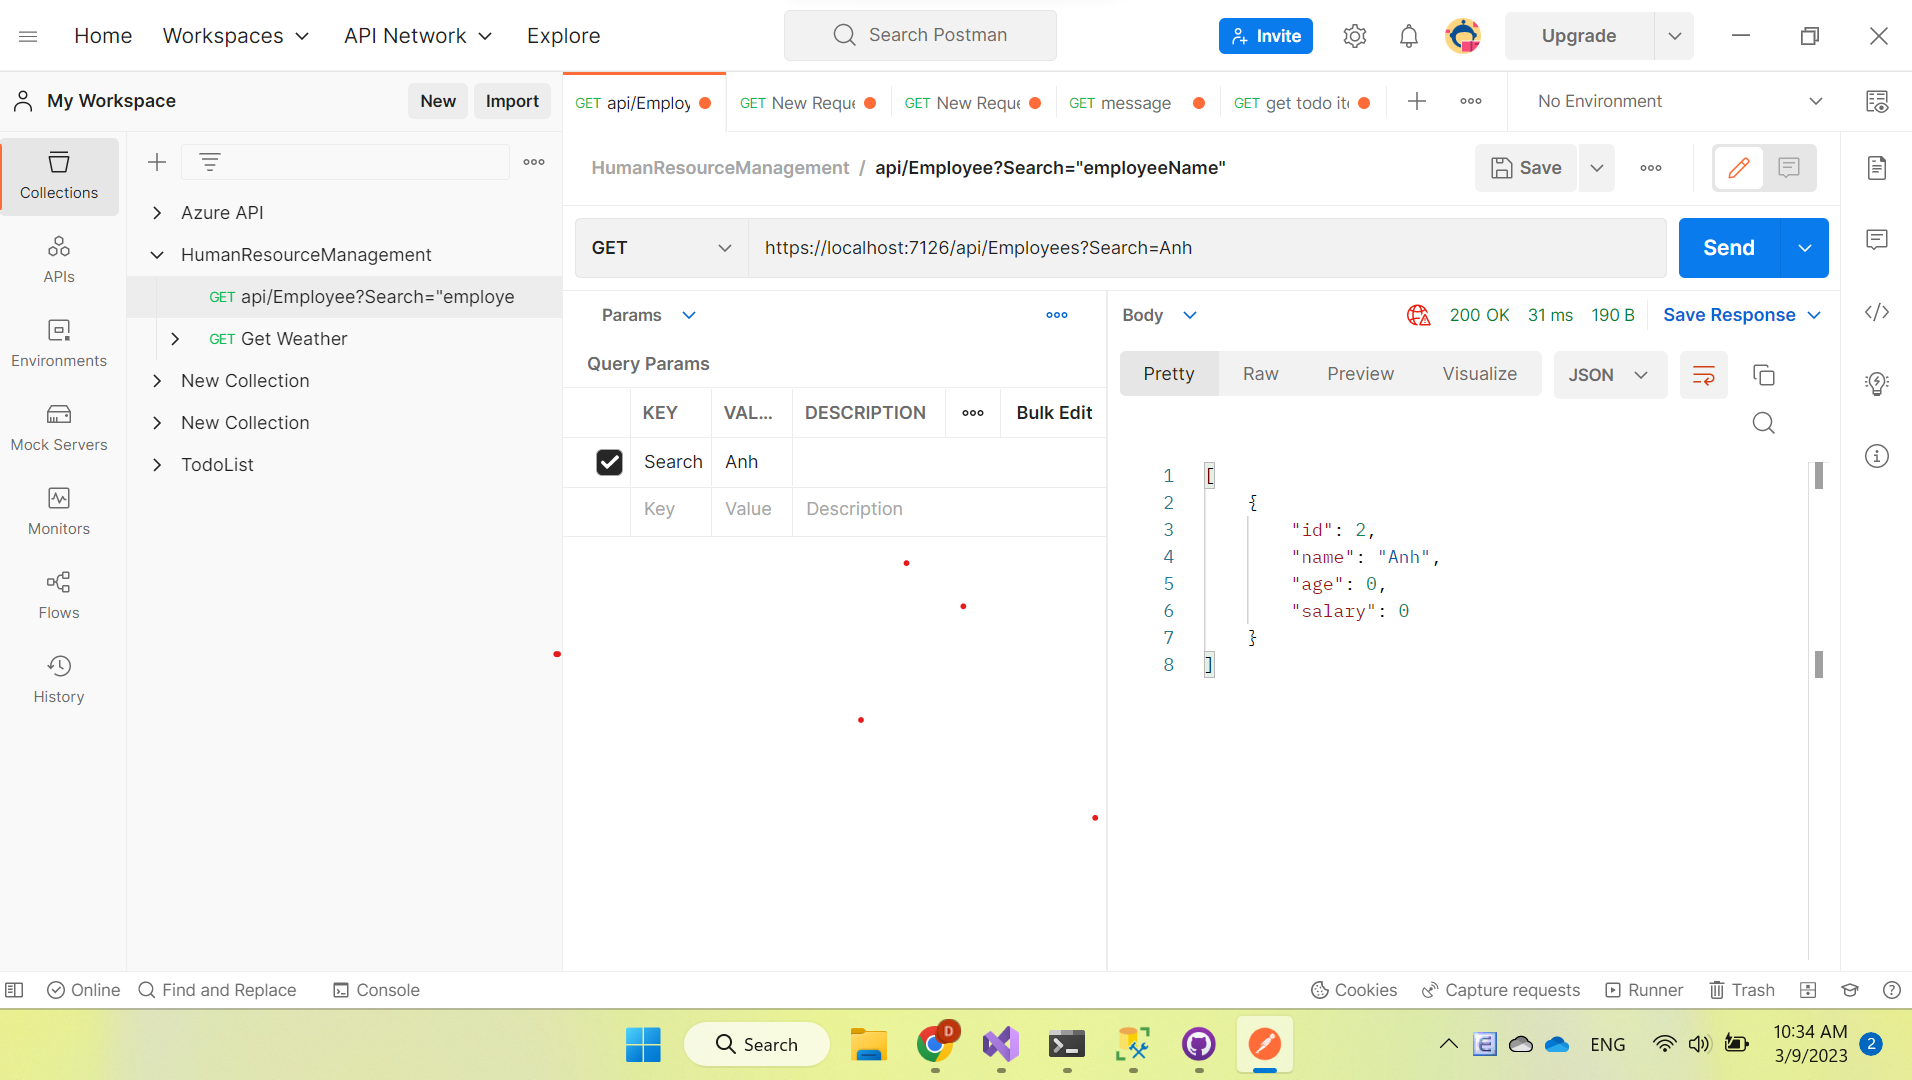 Home Workspaces API Network Explore Search Postman Invite Upgrade
My Workspace New Import
GET api/Employ GET New Reque GET New Reque GET message GET get todo ite No Environment
Collections
APIs
Environments
Mock Servers
Monitors
Flows
History
Azure API
HumanResourceManagement
GET api/Employee?Search="employe
GET Get Weather
New Collection
New Collection
TodoList
HumanResourceManagement / api/Employee?Search="employeeName" Save
GET https://localhost:7126/api/Employees?Search=Anh Send
Params
Query Params
KEY VAL... DESCRIPTION Bulk Edit
Search Anh
Key Value Description
Body 200 OK 31 ms 190 B Save Response
Pretty Raw Preview Visualize JSON
1 [
2 {
3 "id": 2,
4 "name": "Anh",
5 "age": 0,
6 "salary": 0
7 }
8 ]
Online Find and Replace Console Cookies Capture requests Runner Trash
Search D E ENG 10:34 AM
3/9/2023 2